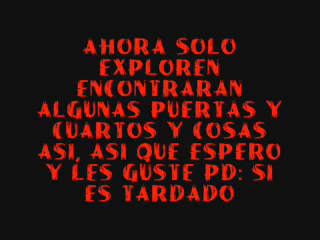 AHORA SOLO
EXPLOREN
ENCONTRARAN
ALGUNAS PUERTAS Y
CUARTOS Y COSAS
ASI, ASI QUE ESPERO
Y LES GUSTE PD: SI
ES TARDADO